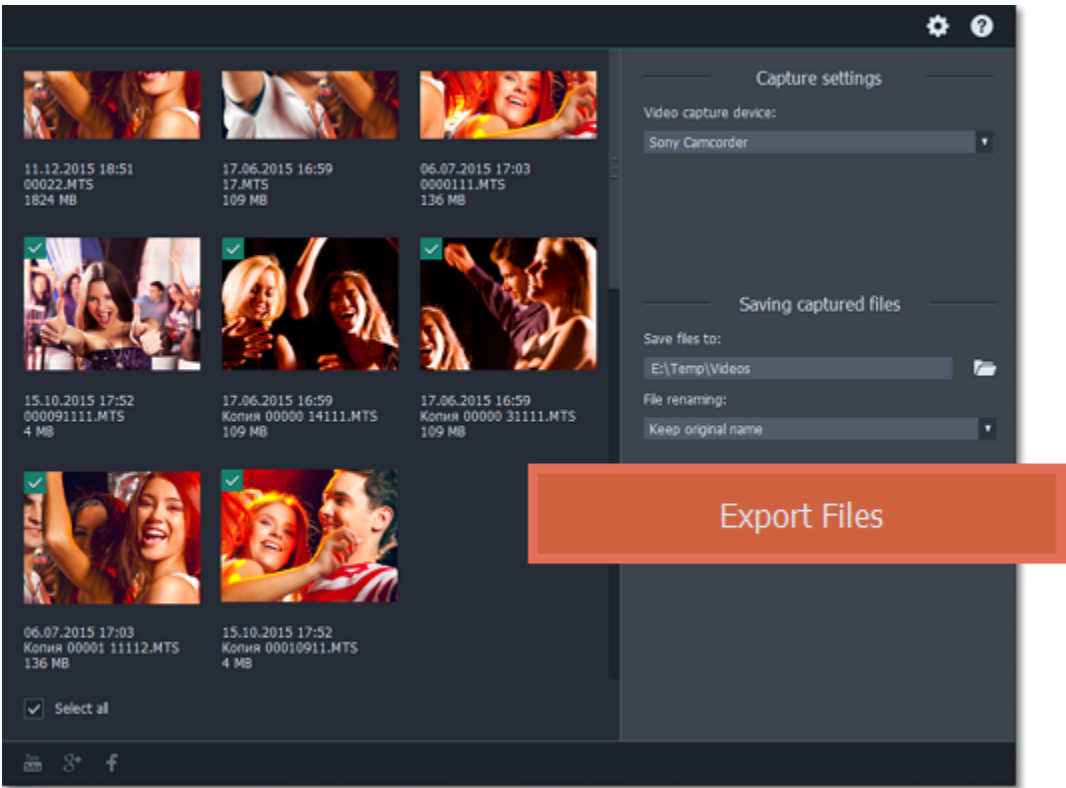 Capture settings
Video capture device:
Sony Camcorder
11.12.2015 18:51
00022.MTS
1824 MB
17.06.2015 16:59
17.MTS
109 MB
06.07.2015 17:03
0000111.MTS
136 MB
15.10.2015 17:52
000091111.MTS
4 MB
17.06.2015 16:59
Копия 00000 14111.MTS
109 MB
17.06.2015 16:59
Копия 00000 31111.MTS
109 MB
Saving captured files
Save files to:
E:\Temp\Videos
File renaming:
Keep original name
Export Files
06.07.2015 17:03
Копия 00001 11112.MTS
136 MB
15.10.2015 17:52
Копия 00010911.MTS
4 MB
Select all
You Tube
g+
f